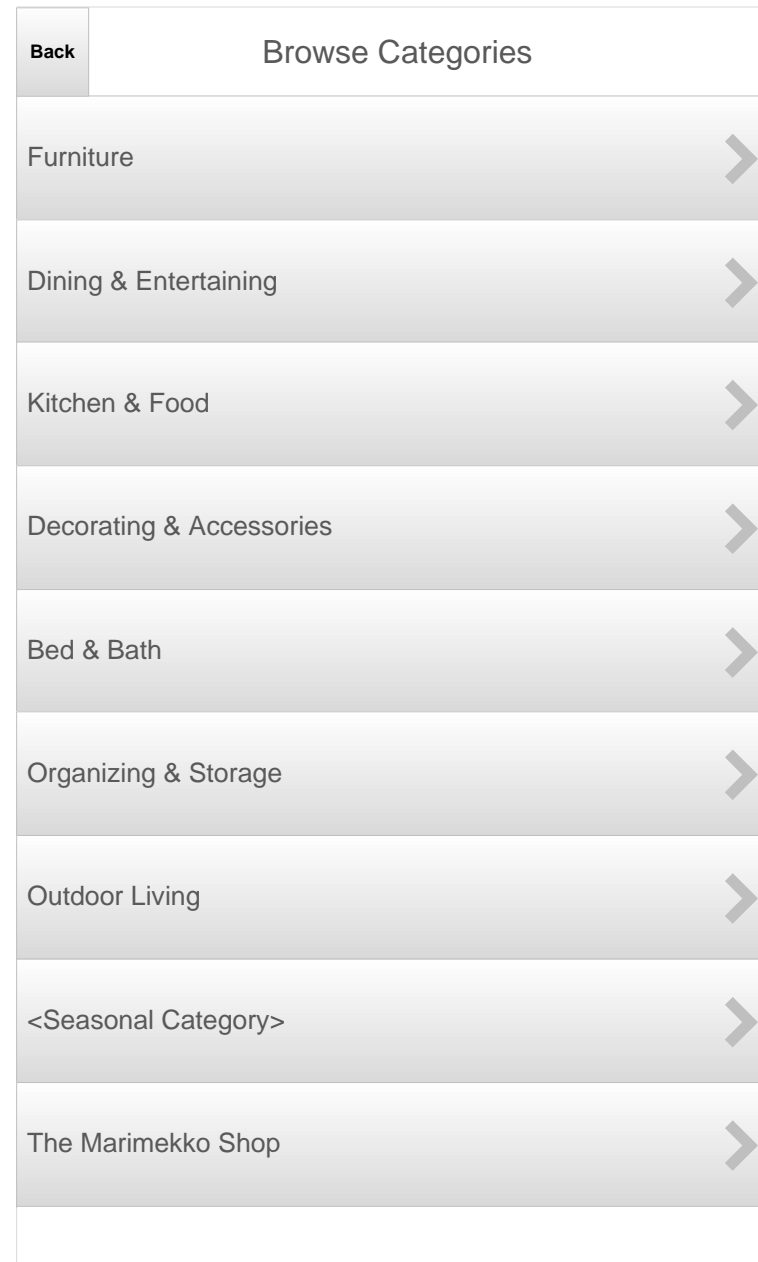 Back
Browse Categories
Furniture
Dining & Entertaining
Kitchen & Food
Decorating & Accessories
Bed & Bath
Organizing & Storage
Outdoor Living
<Seasonal Category>
The Marimekko Shop